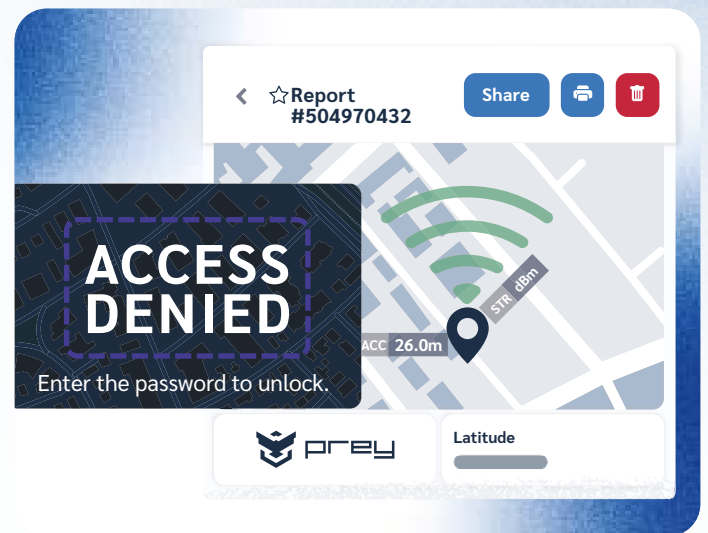 Report
#504970432
Share
ACCESS
DENIED
Enter the password to unlock.
STR dBm
ACC 26.0m
prey
Latitude